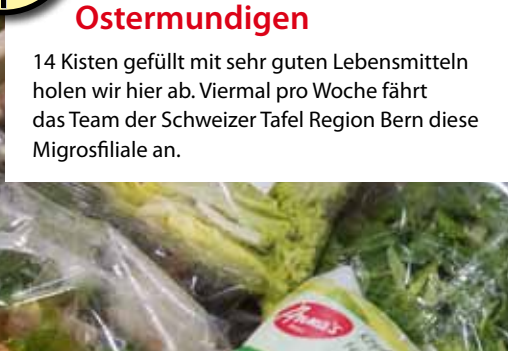 Ostermundigen
14 Kisten gefüllt mit sehr guten Lebensmitteln
holen wir hier ab. Viermal pro Woche fährt
das Team der Schweizer Tafel Region Bern diese
Migrosfiliale an.
Anna's